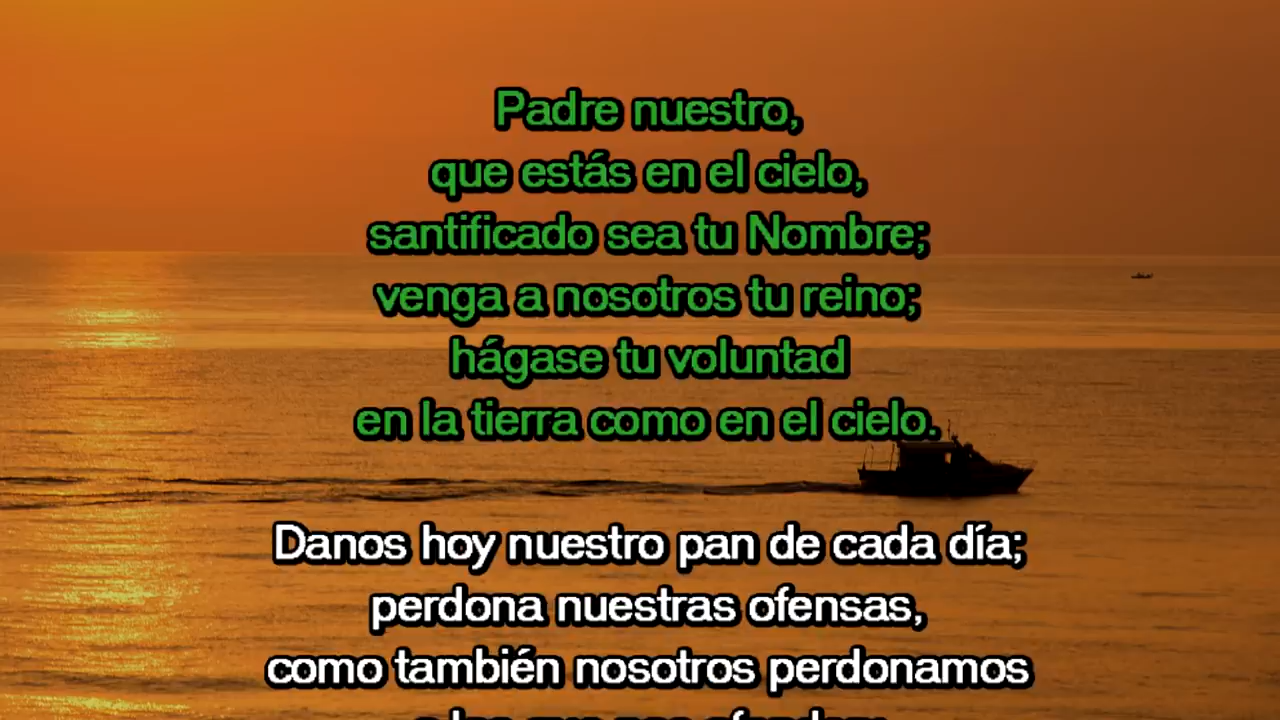 Padre nuestro,
que estás en el cielo,
santificado sea tu Nombre;
venga a nosotros tu reino;
hágase tu voluntad
en la tierra como en el cielo.
Danos hoy nuestro pan de cada día;
perdona nuestras ofensas,
como también nosotros perdonamos